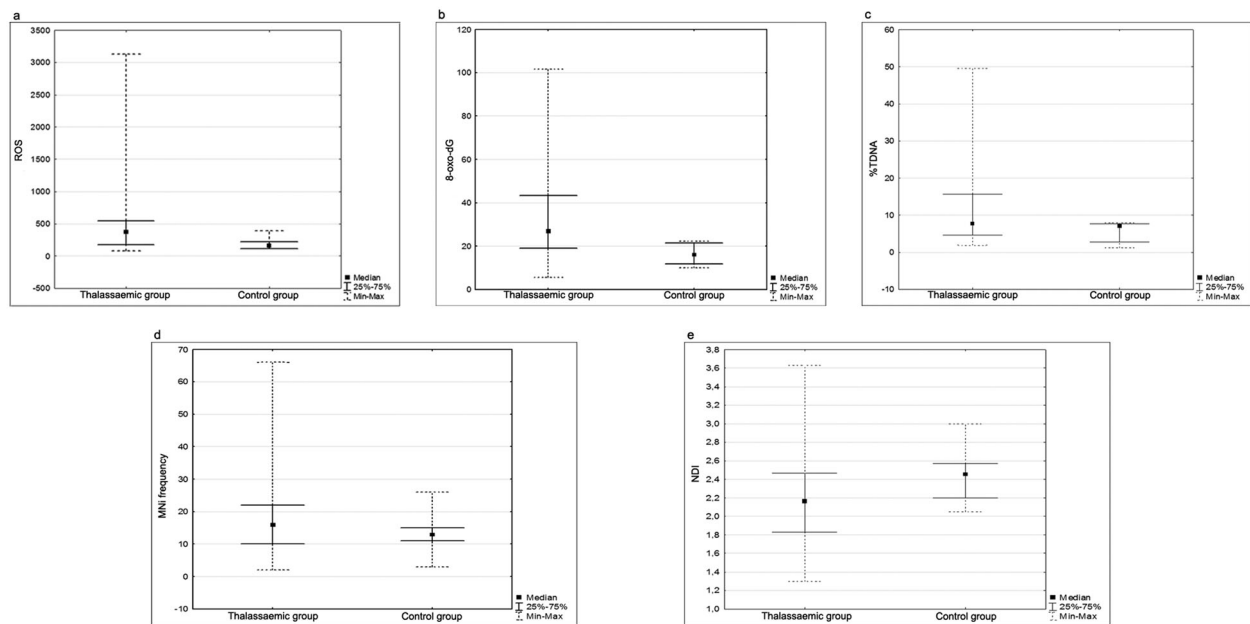 a
3500
3000
2500
2000
1500
1000
500
0
-500
ROS
Thalassaemic group
Control group
Median
25%-75%
Min-Max
b
120
100
80
60
40
20
0
8-oxo-dG
Thalassaemic group
Control group
Median
25%-75%
Min-Max
c
60
50
40
30
20
10
0
-10
%TDNA
Thalassaemic group
Control group
Median
25%-75%
Min-Max
d
70
60
50
40
30
20
10
0
-10
MNi frequency
Thalassaemic group
Control group
Median
25%-75%
Min-Max
e
3,8
3,6
3,4
3,2
3,0
2,8
2,6
2,4
2,2
2,0
1,8
1,6
1,4
1,2
1,0
NDI
Thalassaemic group
Control group
Median
25%-75%
Min-Max